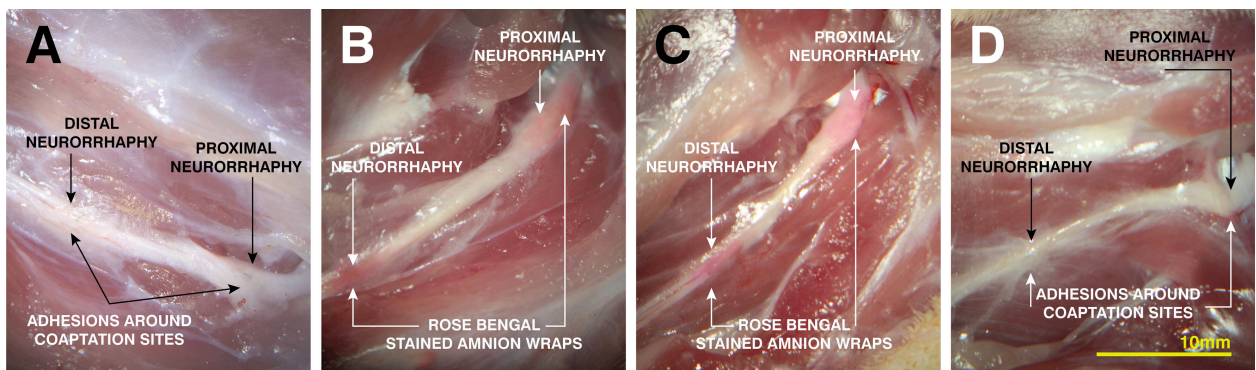 A
DISTAL
NEURORRHAPHY
PROXIMAL
NEURORRHAPHY
ADHESIONS AROUND
COAPTATION SITES
B
PROXIMAL
NEURORRHAPHY
DISTAL
NEURORRHAPHY
ROSE BENGAL
STAINED AMNION WRAPS
C
PROXIMAL
NEURORRHAPHY
DISTAL
NEURORRHAPHY
ROSE BENGAL
STAINED AMNION WRAPS
D
PROXIMAL
NEURORRHAPHY
DISTAL
NEURORRHAPHY
ADHESIONS AROUND
COAPTATION SITES
10mm